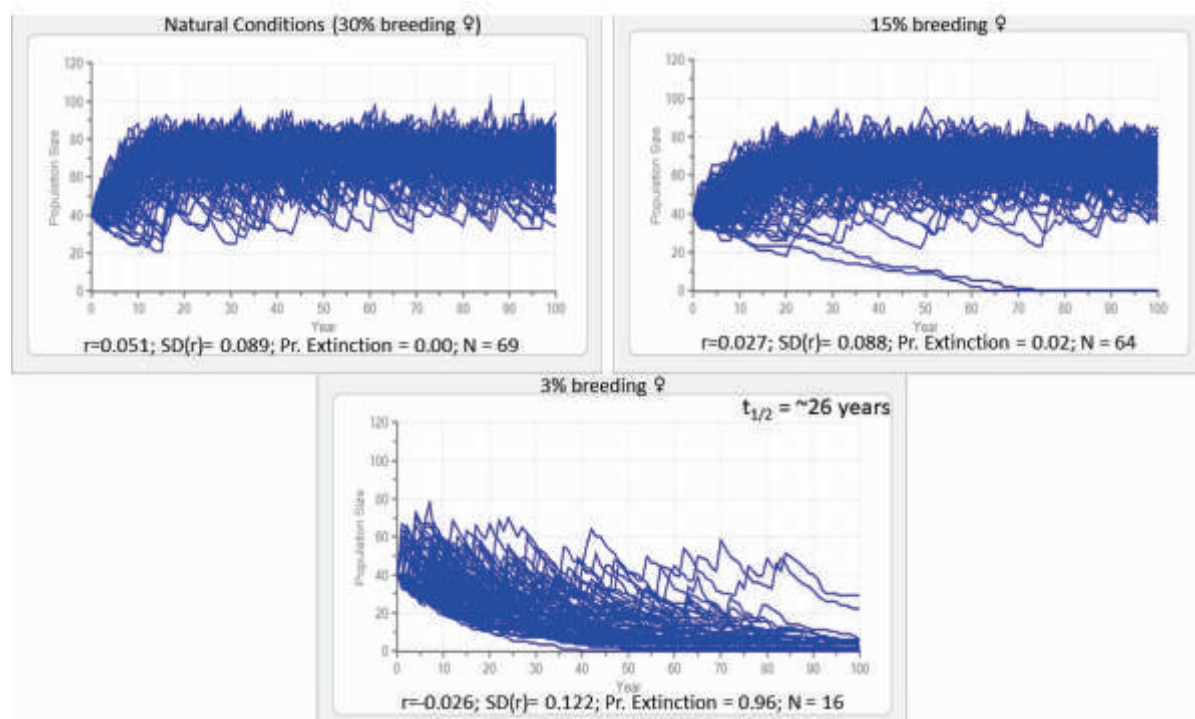 Natural Conditions (30% breeding ♀)
120
100
80
60
40
20
0
Population Size
0 10 20 30 40 50 60 70 80 90 100
Year
r=0.051; SD(r)= 0.089; Pr. Extinction = 0.00; N = 69
15% breeding ♀
120
100
80
60
40
20
0
Population Size
0 10 20 30 40 50 60 70 80 90 100
Year
r=0.027; SD(r)= 0.088; Pr. Extinction = 0.02; N = 64
3% breeding ♀
t1/2 = ~26 years
120
100
80
60
40
20
0
Population Size
0 10 20 30 40 50 60 70 80 90 100
Year
r=-0.026; SD(r)= 0.122; Pr. Extinction = 0.96; N = 16